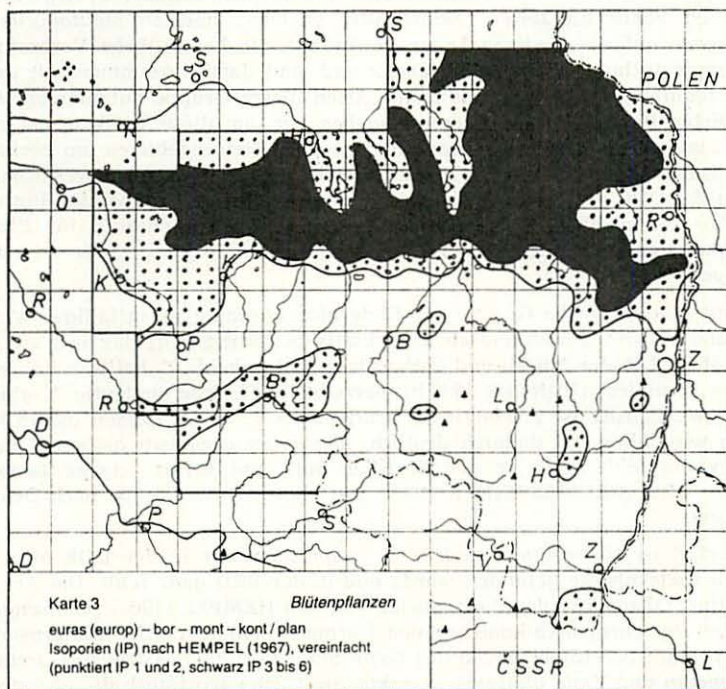 S
S
POLEN
R
H
O
R
K
R
P
B
Z
B
L
R
D
H
P
S
V
Z
D
Karte 3
Blütenpflanzen
euras (europ) – bor – mont – kont / plan
Isoporien (IP) nach HEMPEL (1967), vereinfacht
(punktiert IP 1 und 2, schwarz IP 3 bis 6)
ČSSR
L